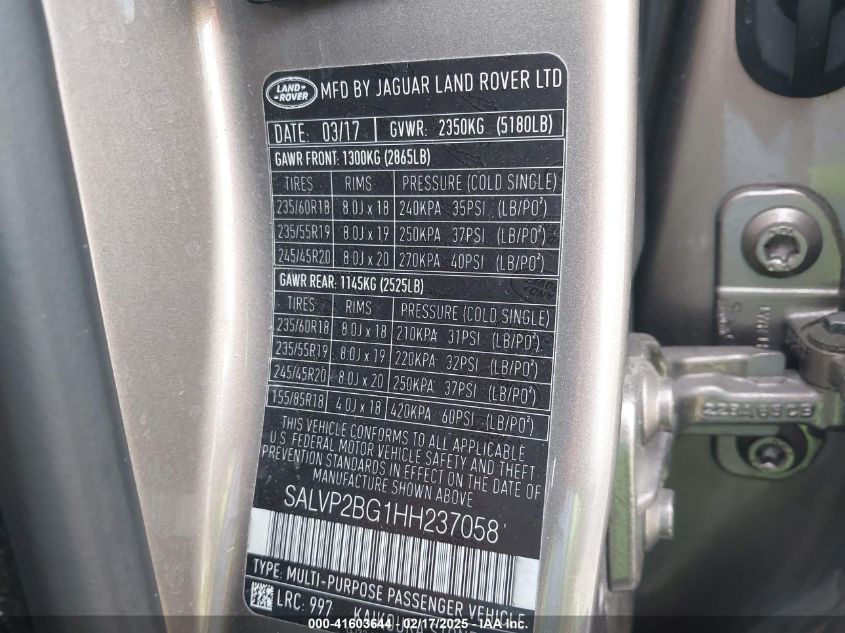 LAND ROVER MFD BY JAGUAR LAND ROVER LTD
DATE: 03/17 GVWR: 2350KG (5180LB)
GAWR FRONT: 1300KG (2865LB)
TIRES RIMS PRESSURE (COLD SINGLE)
235/60R18 8.0J x 18 240KPA 35PSI (LB/PO²)
235/55R19 8.0J x 19 250KPA 37PSI (LB/PO²)
245/45R20 8.0J x 20 270KPA 40PSI (LB/PO²)
GAWR REAR: 1145KG (2525LB)
TIRES RIMS PRESSURE (COLD SINGLE)
235/60R18 8.0J x 18 210KPA 31PSI (LB/PO²)
235/55R19 8.0J x 19 220KPA 32PSI (LB/PO²)
245/45R20 8.0J x 20 250KPA 37PSI (LB/PO²)
155/85R18 4.0J x 18 420KPA 60PSI (LB/PO²)
THIS VEHICLE CONFORMS TO ALL APPLICABLE
U.S. FEDERAL MOTOR VEHICLE SAFETY AND THEFT
PREVENTION STANDARDS IN EFFECT ON THE DATE OF
MANUFACTURE SHOWN ABOVE
SALVP2BG1HH237058
TYPE: MULTI-PURPOSE PASSENGER VEHICLE
LRC: 997 KAIKOURA STONE
000-41603644 - 02/17/2025 - IAA Inc.